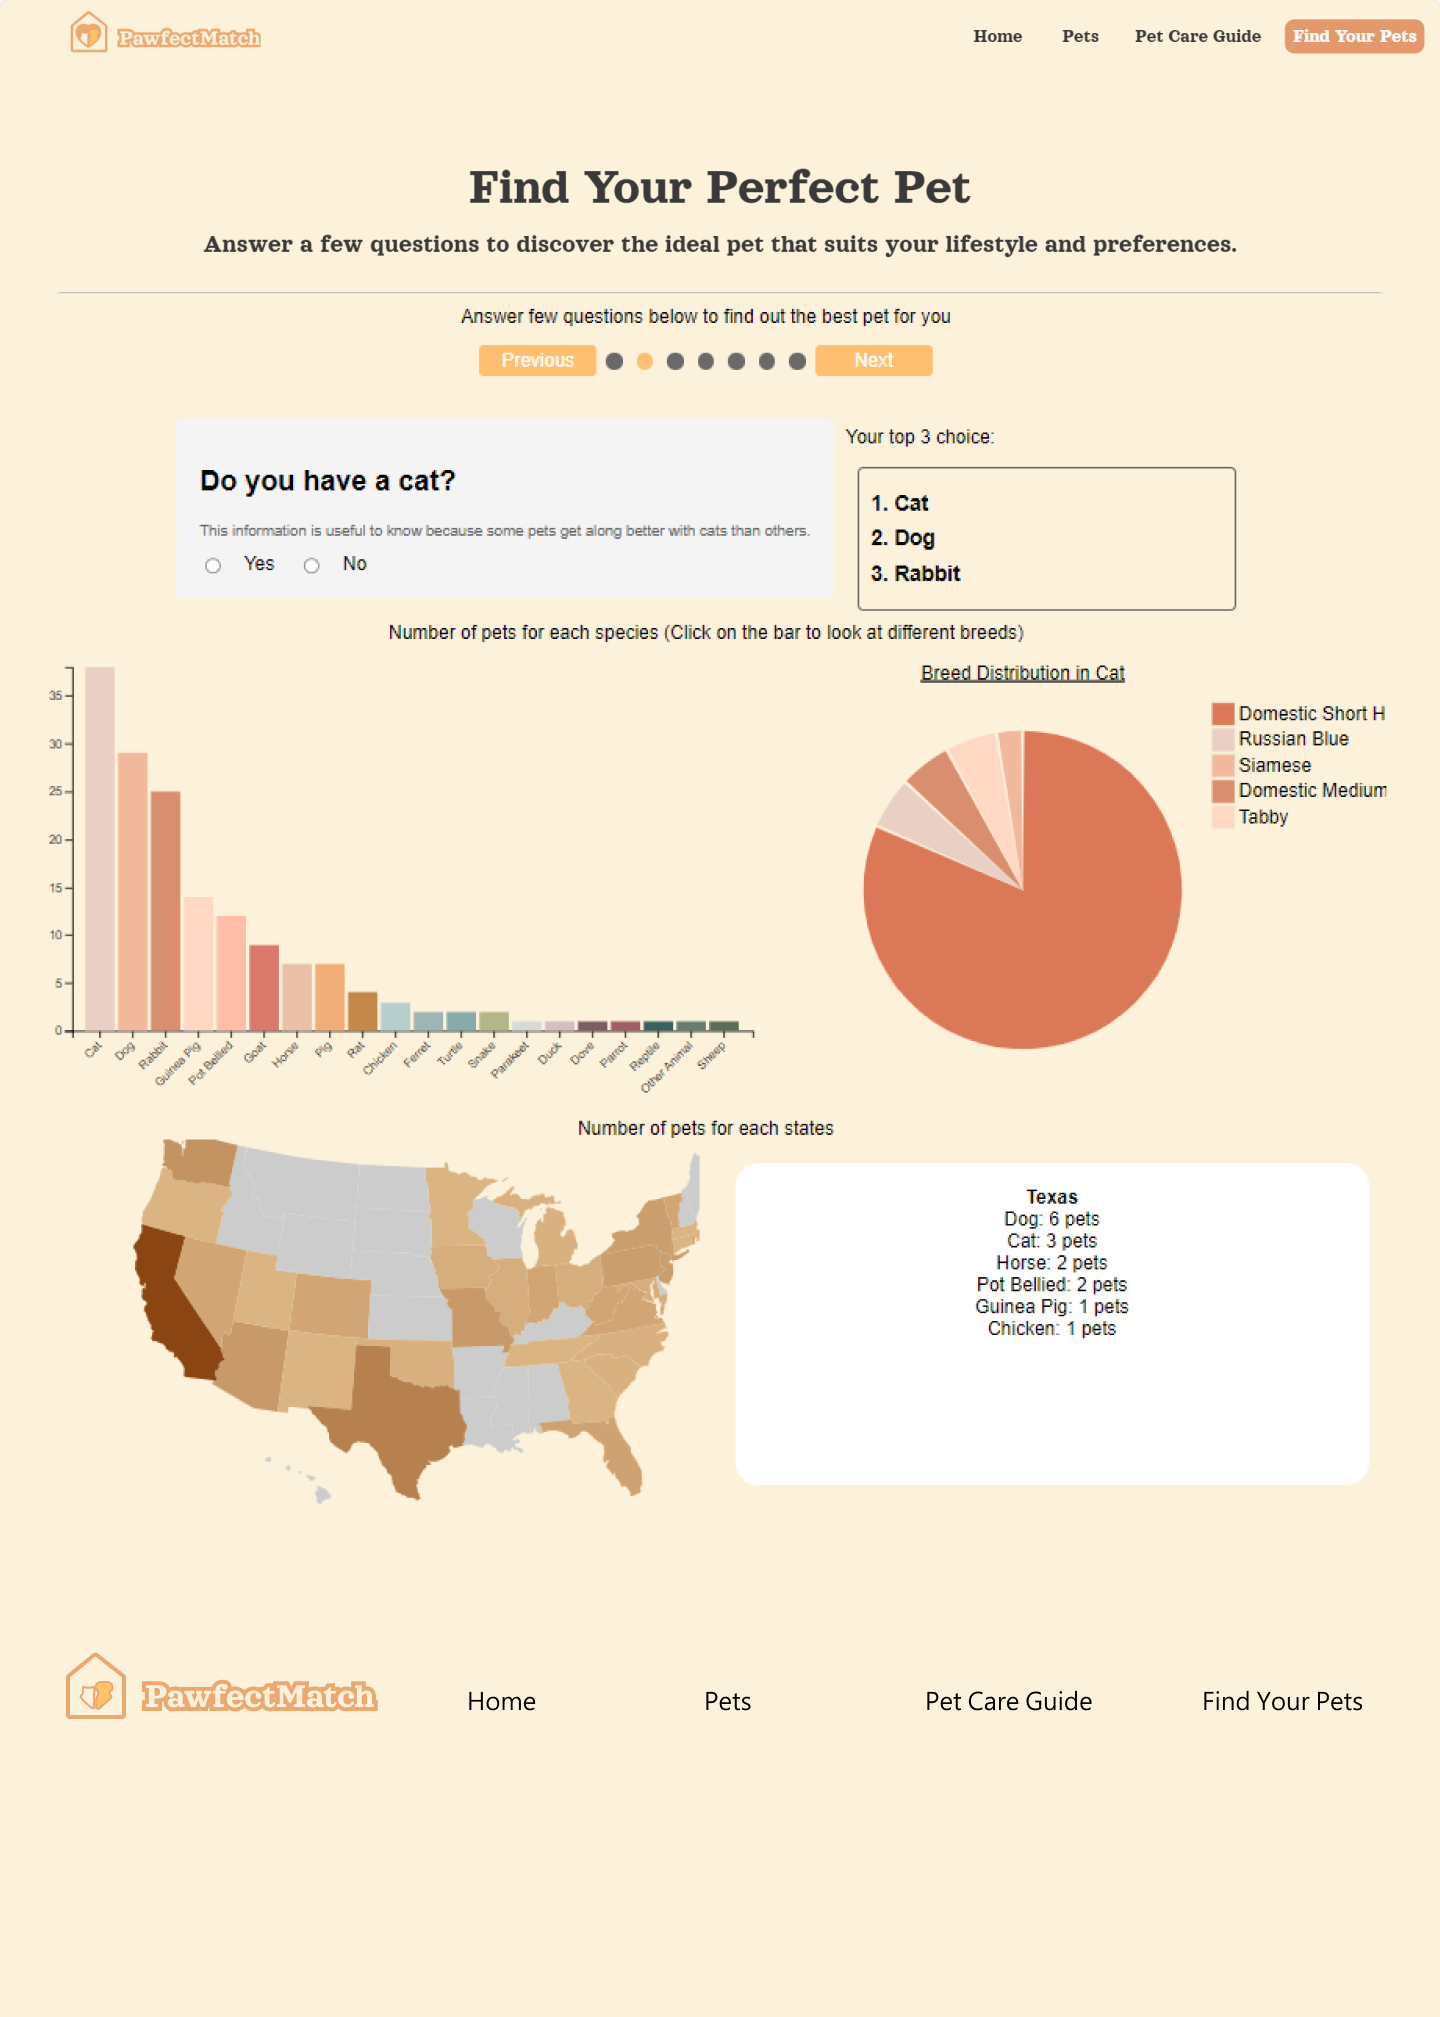 PawfectMatch
Home Pets Pet Care Guide Find Your Pets
Find Your Perfect Pet
Answer a few questions to discover the ideal pet that suits your lifestyle and preferences.
Answer few questions below to find out the best pet for you
Previous Next
Do you have a cat?
This information is useful to know because some pets get along better with cats than others.
Yes No
Your top 3 choice:
1. Cat
2. Dog
3. Rabbit
Number of pets for each species (Click on the bar to look at different breeds)
35
30
25
20
15
10
5
0
Cat Dog Rabbit Guinea Pig Pot Bellied Goat Horse Pig Rat Chicken Ferret Turtle Snake Parakeet Duck Dove Parrot Reptile Other Animal Sheep
Breed Distribution in Cat
Domestic Short H
Russian Blue
Siamese
Domestic Medium
Tabby
Number of pets for each states
Texas
Dog: 6 pets
Cat: 3 pets
Horse: 2 pets
Pot Bellied: 2 pets
Guinea Pig: 1 pets
Chicken: 1 pets
PawfectMatch
Home Pets Pet Care Guide Find Your Pets